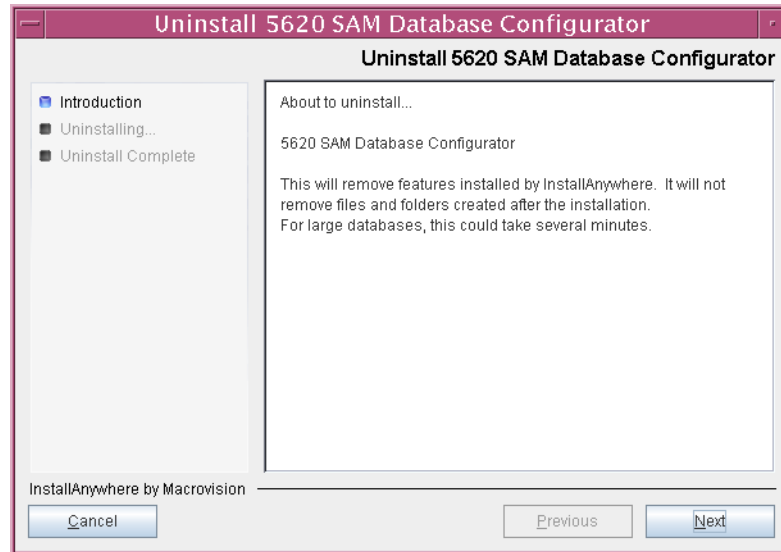 Uninstall 5620 SAM Database Configurator
Uninstall 5620 SAM Database Configurator
Introduction
Uninstalling...
Uninstall Complete
About to uninstall...
5620 SAM Database Configurator
This will remove features installed by InstallAnywhere. It will not
remove files and folders created after the installation.
For large databases, this could take several minutes.
InstallAnywhere by Macrovision
Cancel
Previous
Next